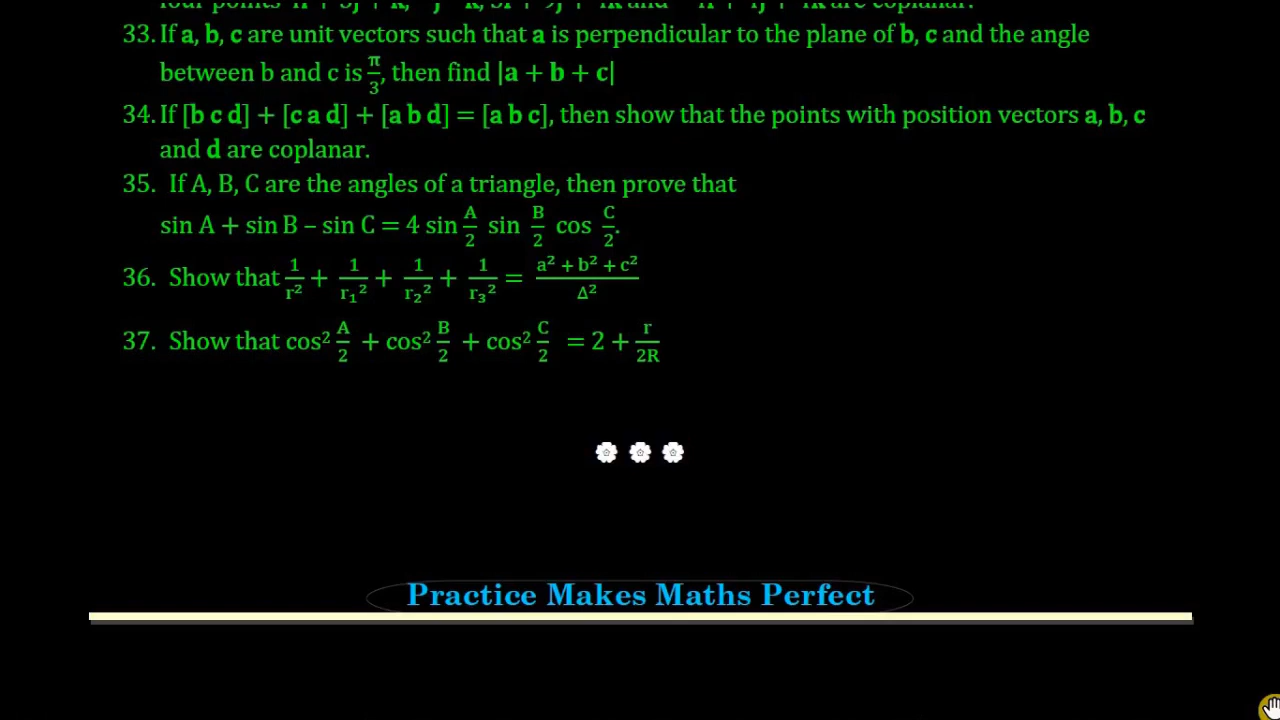 four points
are coplanar.
33. If a, b, c are unit vectors such that a is perpendicular to the plane of b, c and the angle
between b and c is π/3, then find |a + b + c|
34. If [b c d] + [c a d] + [a b d] = [a b c], then show that the points with position vectors a, b, c
and d are coplanar.
35. If A, B, C are the angles of a triangle, then prove that
sin A + sin B – sin C = 4 sin A/2 sin B/2 cos C/2.
36. Show that 1/r² + 1/r₁² + 1/r₂² + 1/r₃² = a² + b² + c²/Δ²
37. Show that cos² A/2 + cos² B/2 + cos² C/2 = 2 + r/2R
Practice Makes Maths Perfect